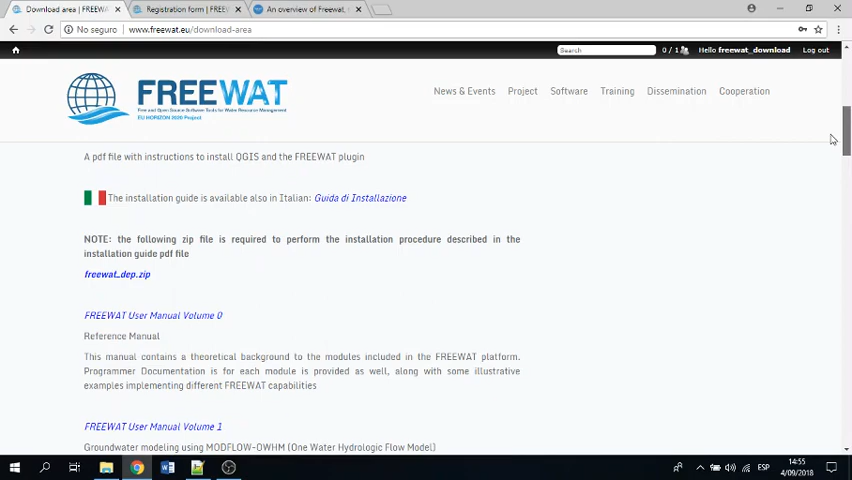 Download area | FREEWAT
Registration form | FREEWAT
An overview of Freewat,
No seguro
www.freewat.eu/download-area
Search
0 / 1
Hello freewat_download
Log out
FREEWAT
Free and Open Source Software Tools for Water Resource Management
EU HORIZON 2020 Project
News & Events
Project
Software
Training
Dissemination
Cooperation
A pdf file with instructions to install QGIS and the FREEWAT plugin
The installation guide is available also in Italian: Guida di Installazione
NOTE: the following zip file is required to perform the installation procedure described in the
installation guide pdf file
freewat_dep.zip
FREEWAT User Manual Volume 0
Reference Manual
This manual contains a theoretical background to the modules included in the FREEWAT platform.
Programmer Documentation is for each module is provided as well, along with some illustrative
examples implementing different FREEWAT capabilities
FREEWAT User Manual Volume 1
Groundwater modeling using MODFLOW-OWHM (One Water Hydrologic Flow Model)
ESP
14:55
4/09/2018